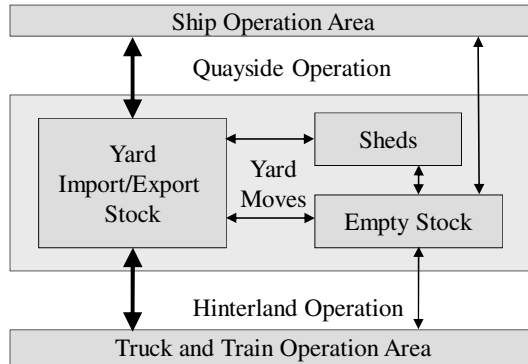 Ship Operation Area
Quayside Operation
Yard
Import/Export
Stock
Sheds
Yard
Moves
Empty Stock
Hinterland Operation
Truck and Train Operation Area